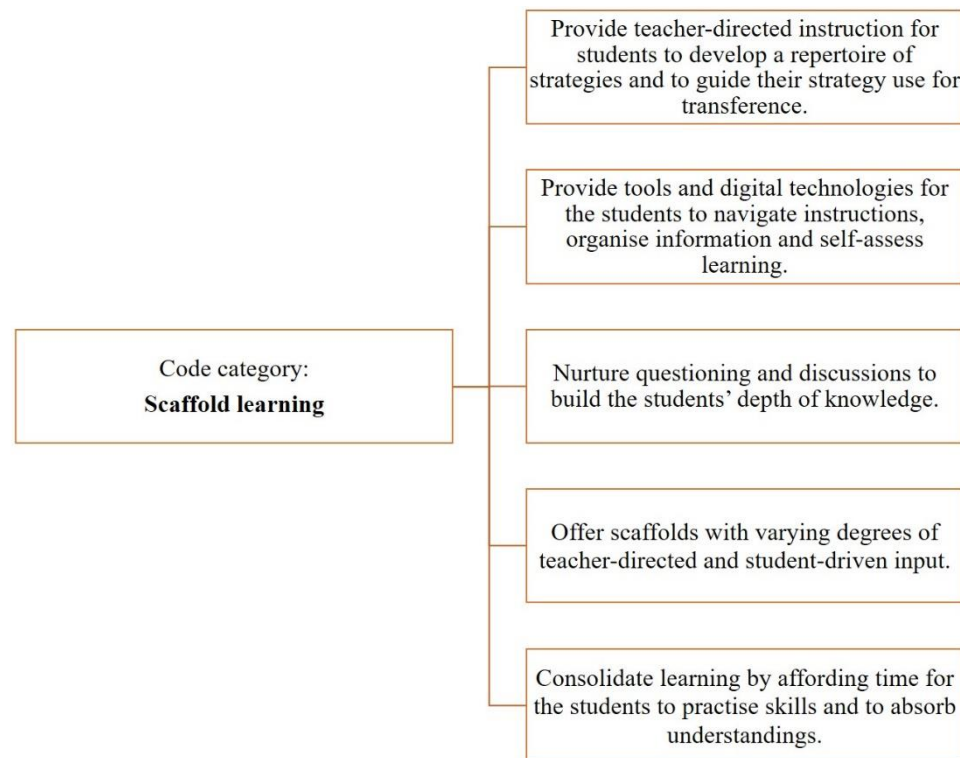 Provide teacher-directed instruction for
students to develop a repertoire of
strategies and to guide their strategy use for
transference.
Provide tools and digital technologies for
the students to navigate instructions,
organise information and self-assess
learning.
Code category:
Scaffold learning
Nurture questioning and discussions to
build the students’ depth of knowledge.
Offer scaffolds with varying degrees of
teacher-directed and student-driven input.
Consolidate learning by affording time for
the students to practise skills and to absorb
understandings.